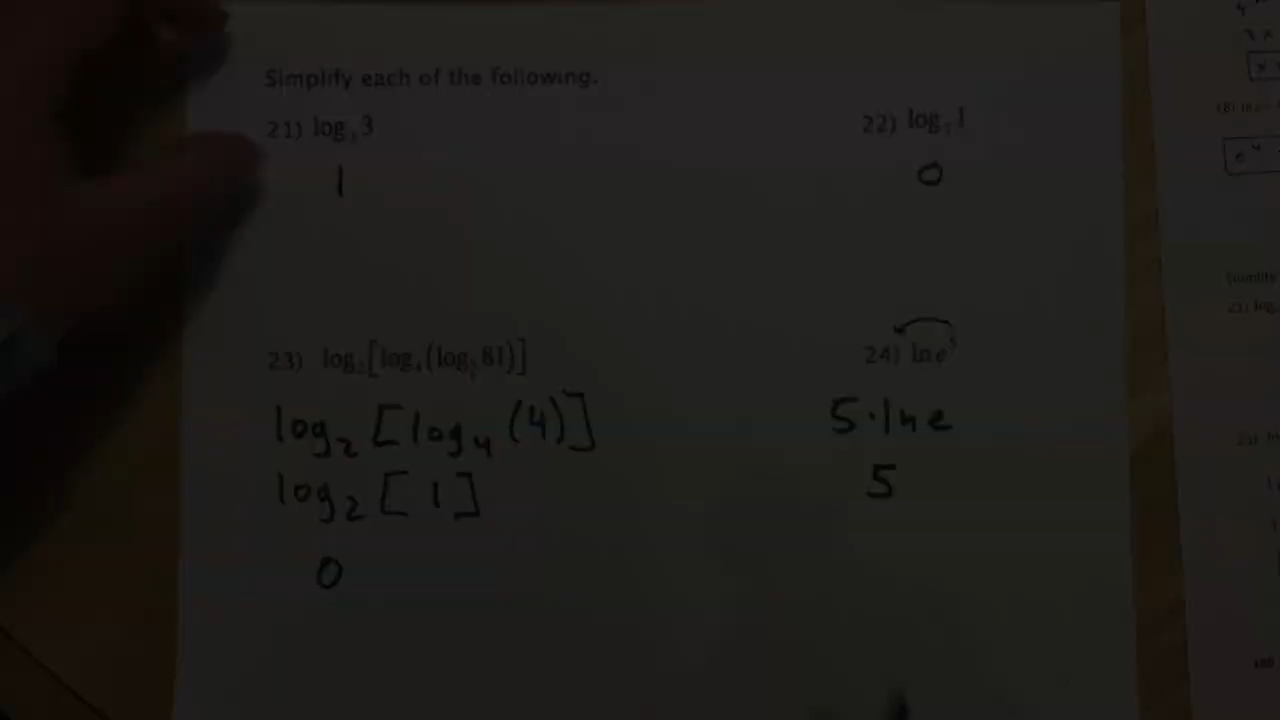 Simplify each of the following.
21) log₃ 3
1
22) log₇ 1
0
23) log₂[log₄(log₃ 81)]
log₂ [log₄ (4)]
log₂ [1]
0
24) ln e⁵
5·ln e
5